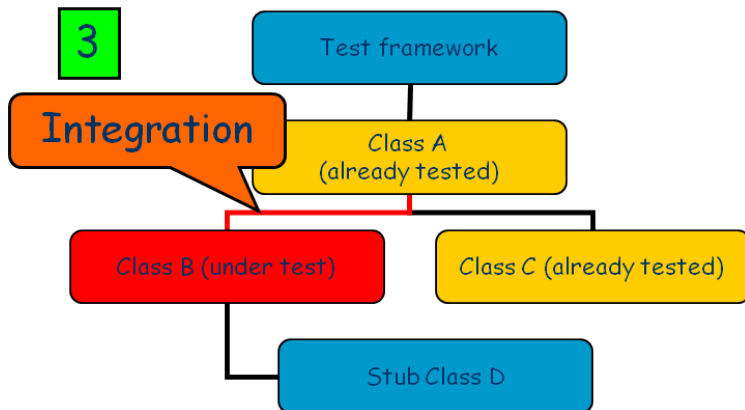 3
Test framework
Integration
Class A
(already tested)
Class B (under test)
Class C (already tested)
Stub Class D